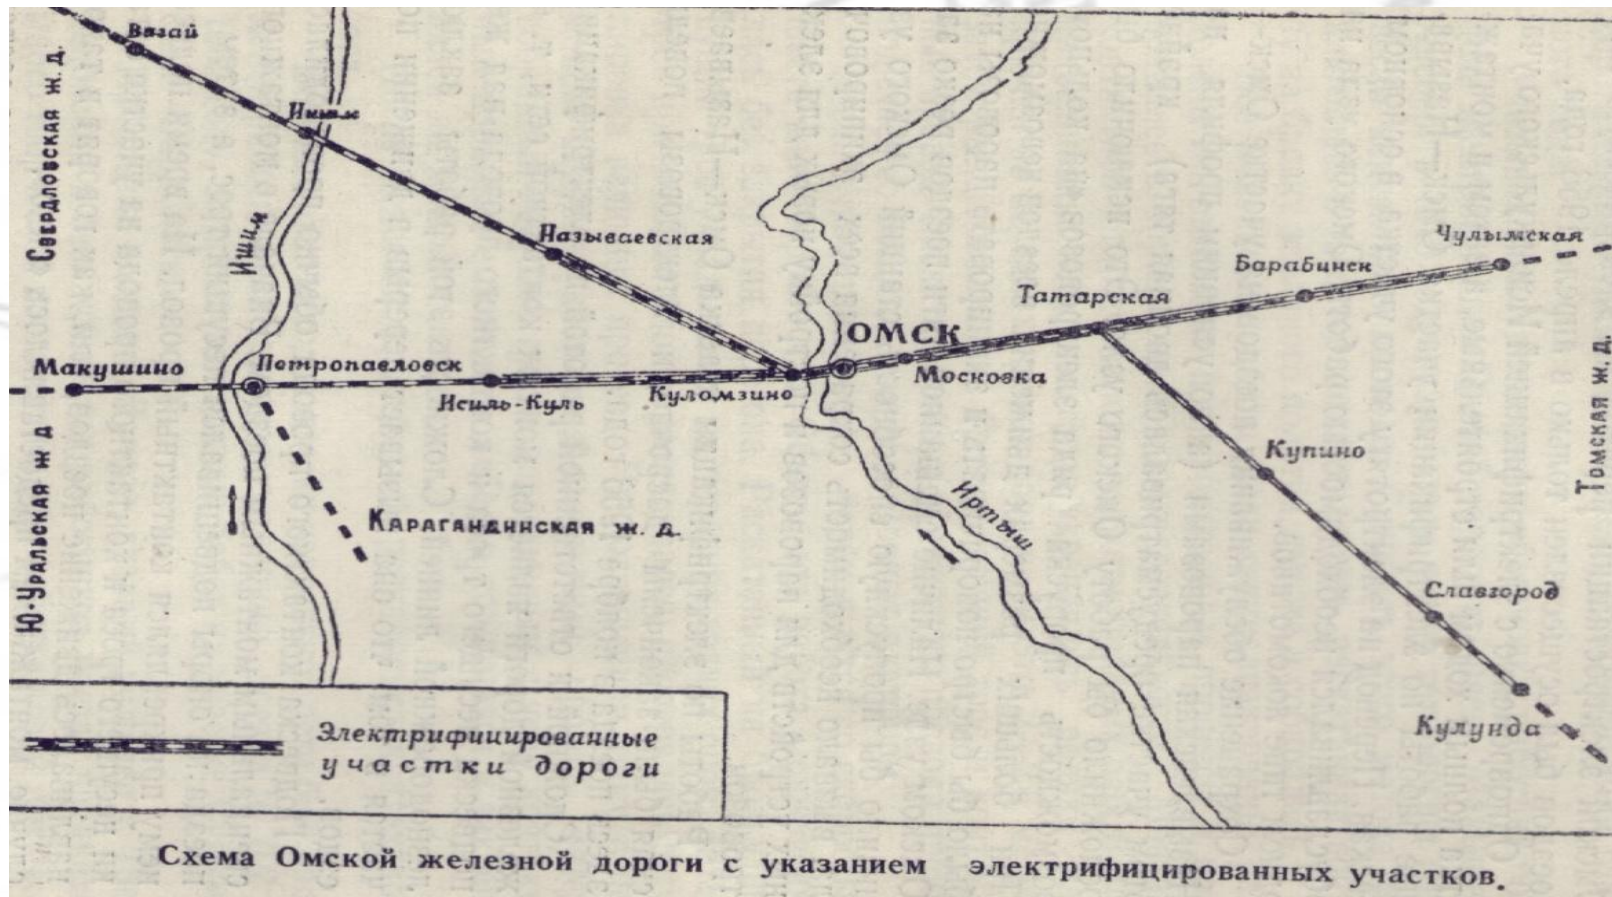 Вагай
Свердловская ж. д.
Ишим
Ишим
Называевская
Чулымская
Барабинск
Татарская
ОМСК
Московка
Макушино
Петропавловск
Исиль-Куль
Куломзино
Томская ж. д.
Купино
Ю-Уральская ж д
Карагандинская ж. д.
Иртыш
Славгород
Кулунда
Электрифицированные
участки дороги
Схема Омской железной дороги с указанием электрифицированных участков.